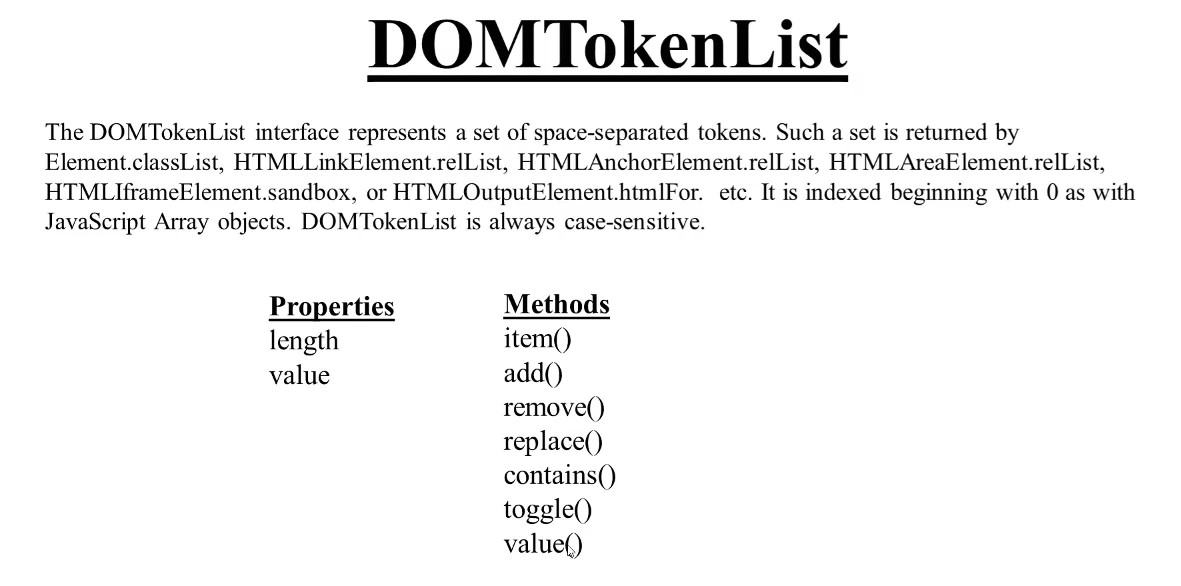 DOMTokenList
The DOMTokenList interface represents a set of space-separated tokens. Such a set is returned by
Element.classList, HTMLLinkElement.relList, HTMLAnchorElement.relList, HTMLAreaElement.relList,
HTMLIframeElement.sandbox, or HTMLOutputElement.htmlFor.  etc. It is indexed beginning with 0 as with
JavaScript Array objects. DOMTokenList is always case-sensitive.
Properties
length
value
Methods
item()
add()
remove()
replace()
contains()
toggle()
value()